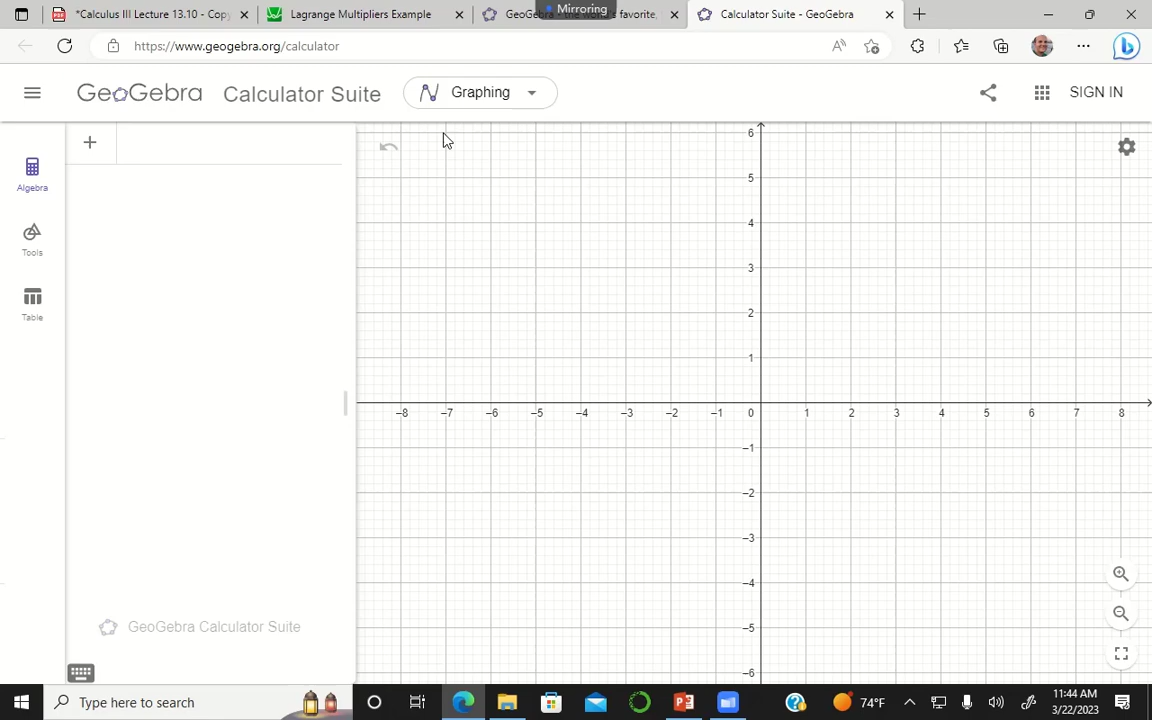 Mirroring
*Calculus III Lecture 13.10 - Copy
Lagrange Multipliers Example
GeoGebra - the world's favorite,
Calculator Suite - GeoGebra
https://www.geogebra.org/calculator
GeoGebra Calculator Suite
Graphing
SIGN IN
Algebra
Tools
Table
6
5
4
3
2
1
-8 -7 -6 -5 -4 -3 -2 -1 0 1 2 3 4 5 6 7 8
-1
-2
-3
-4
-5
-6
GeoGebra Calculator Suite
Type here to search
74°F
11:44 AM
3/22/2023